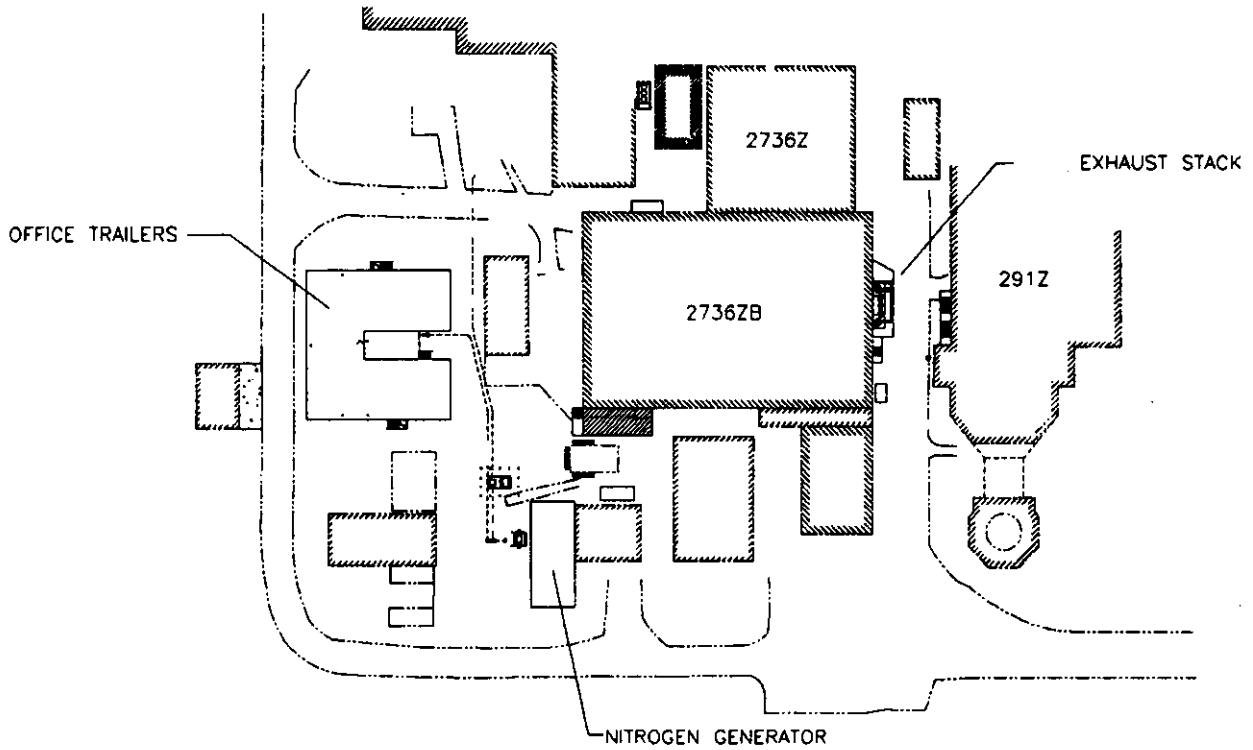 2736Z
EXHAUST STACK
OFFICE TRAILERS
291Z
2736ZB
NITROGEN GENERATOR